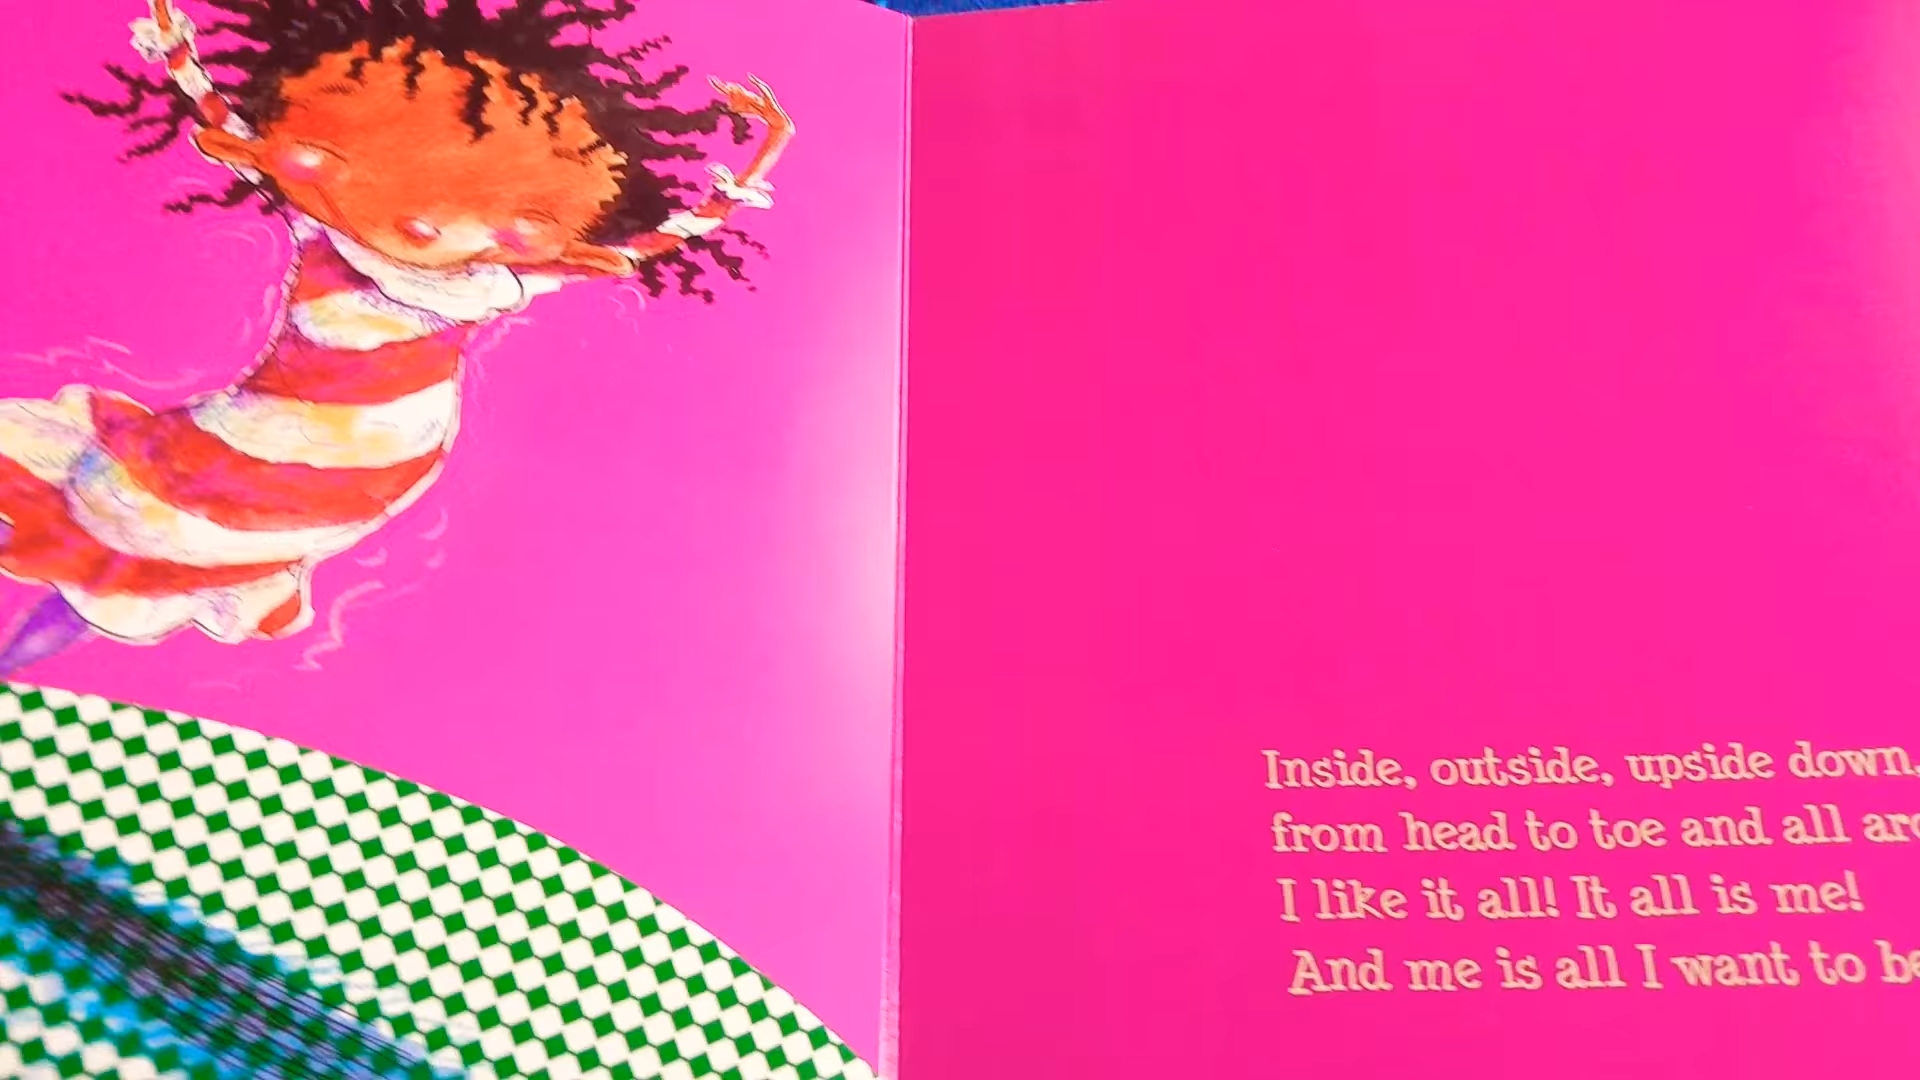 Inside, outside, upside down,
from head to toe and all
I like it all! It all is me!
And me is all I want to